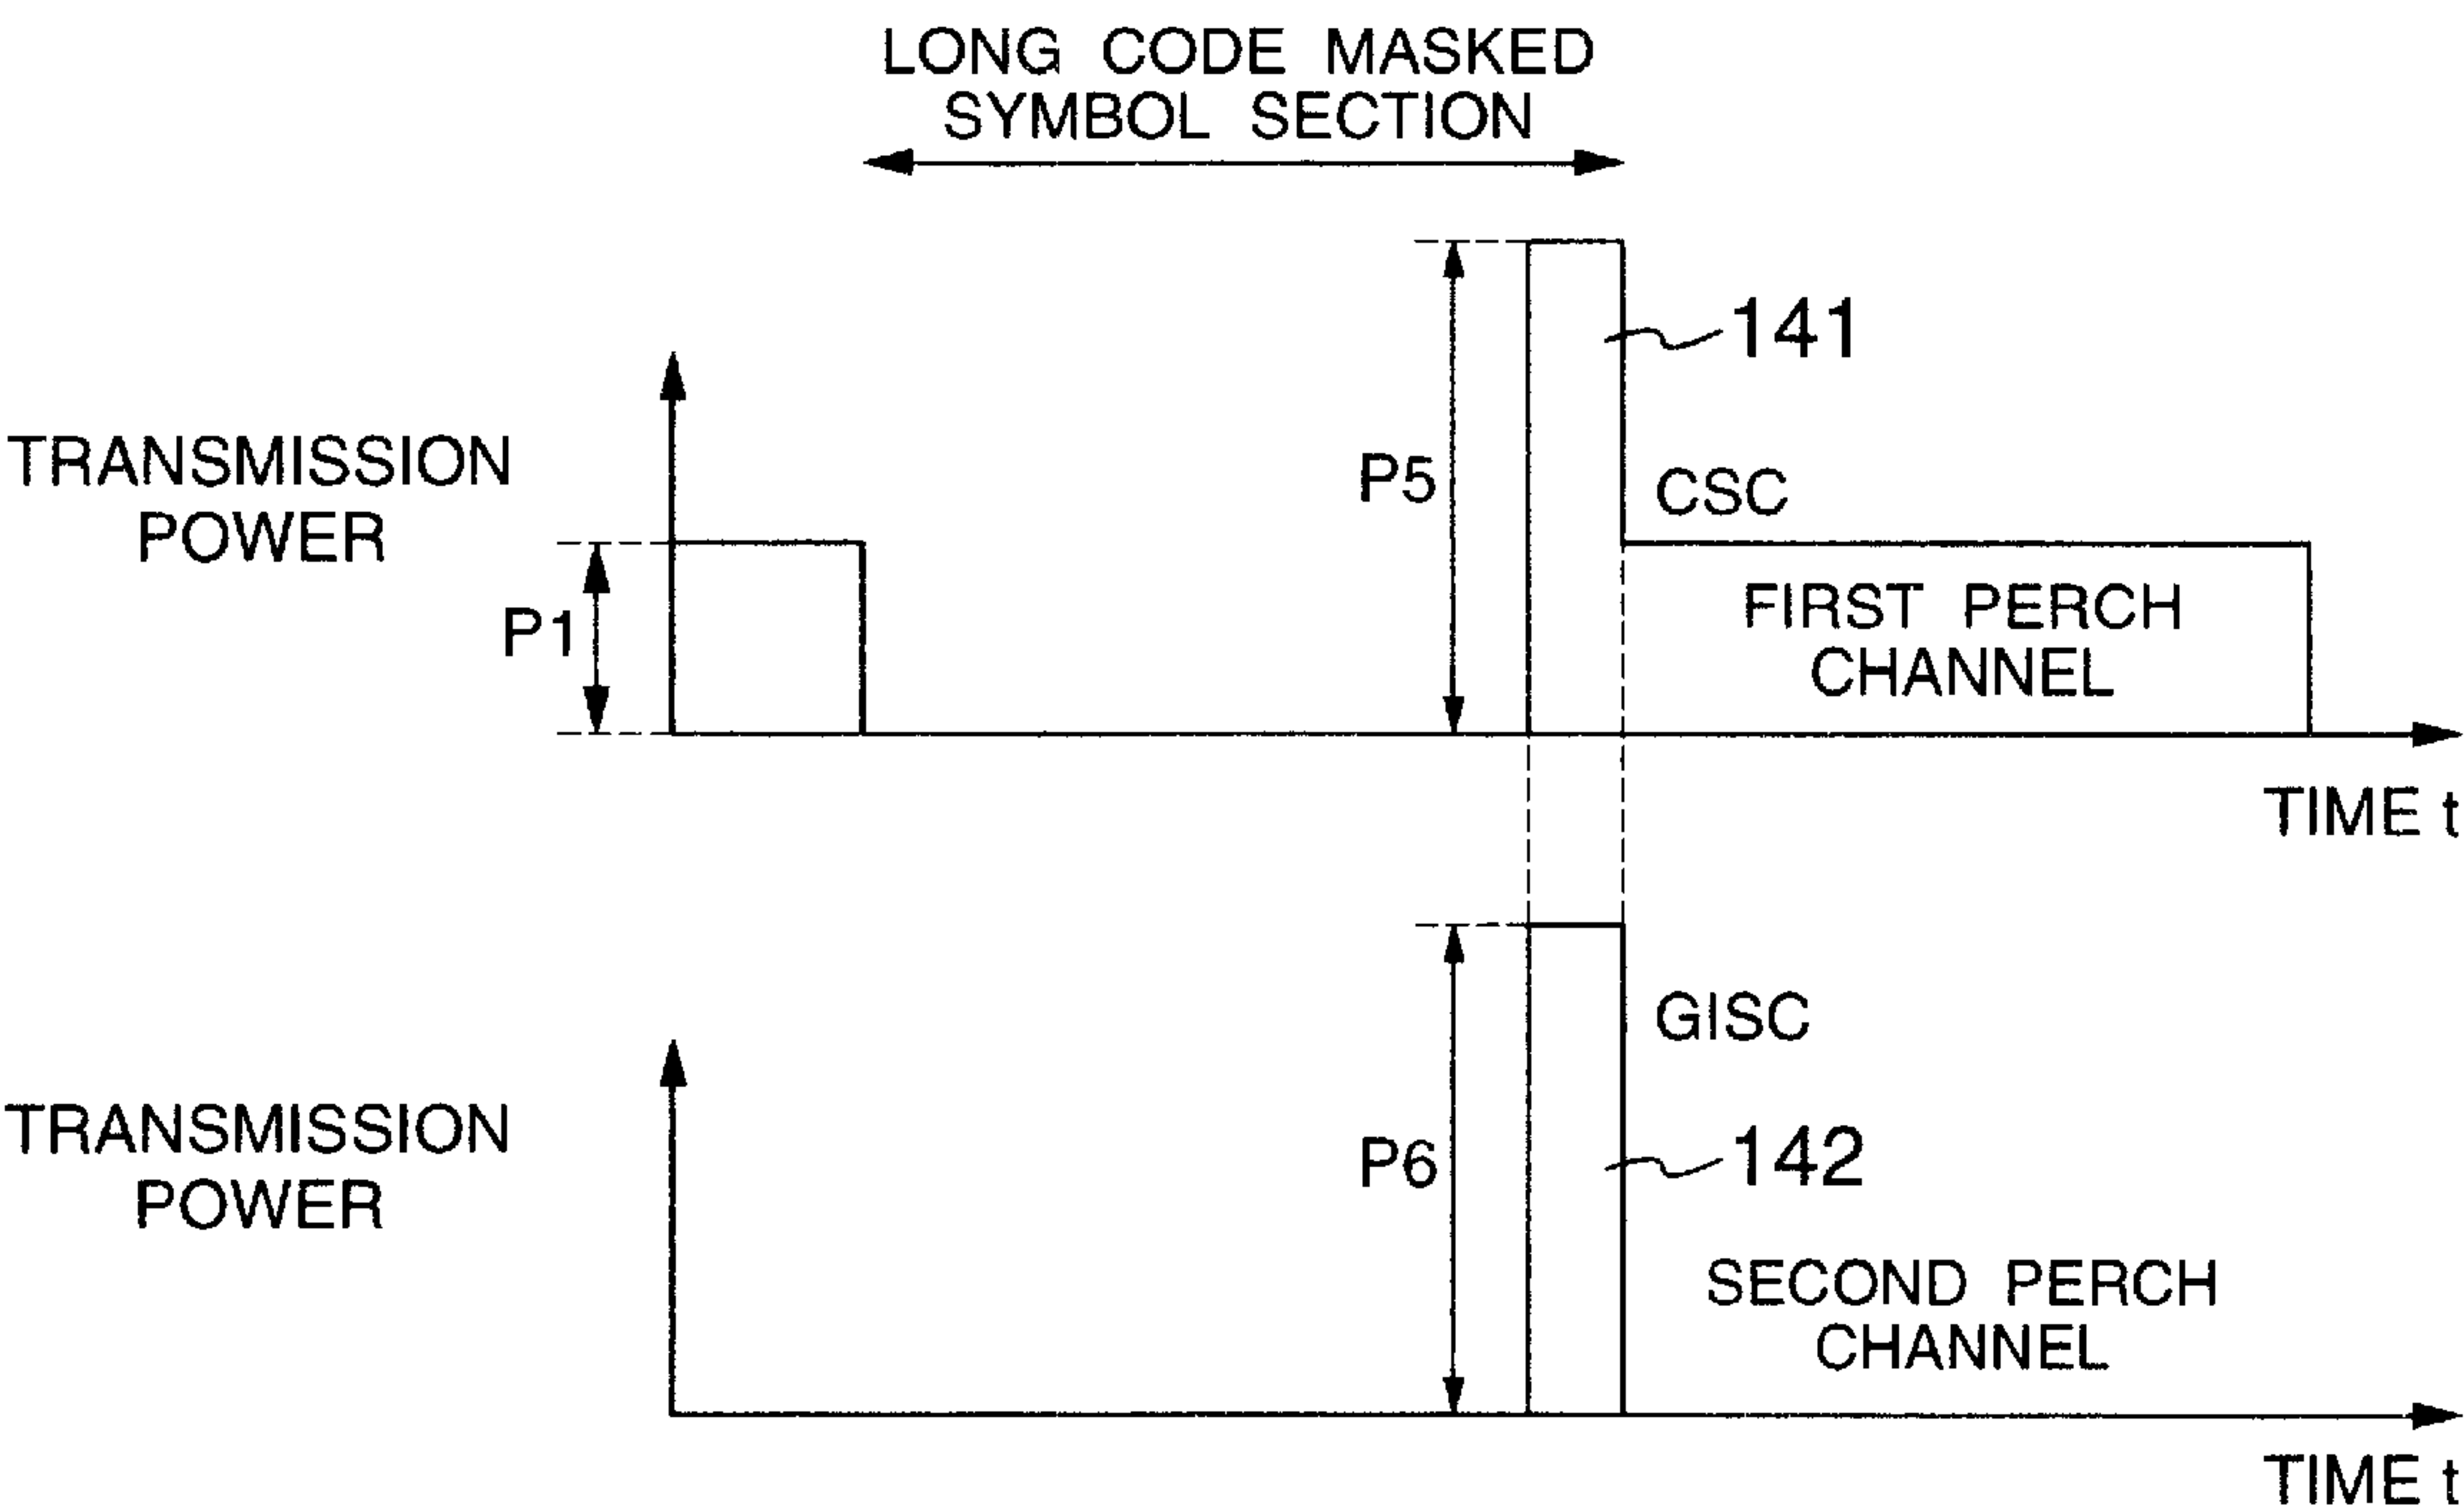 LONG CODE MASKED
SYMBOL SECTION
141
TRANSMISSION
POWER
P5
CSC
P1
FIRST PERCH
CHANNEL
TIME t
GISC
TRANSMISSION
POWER
P6
142
SECOND PERCH
CHANNEL
TIME t